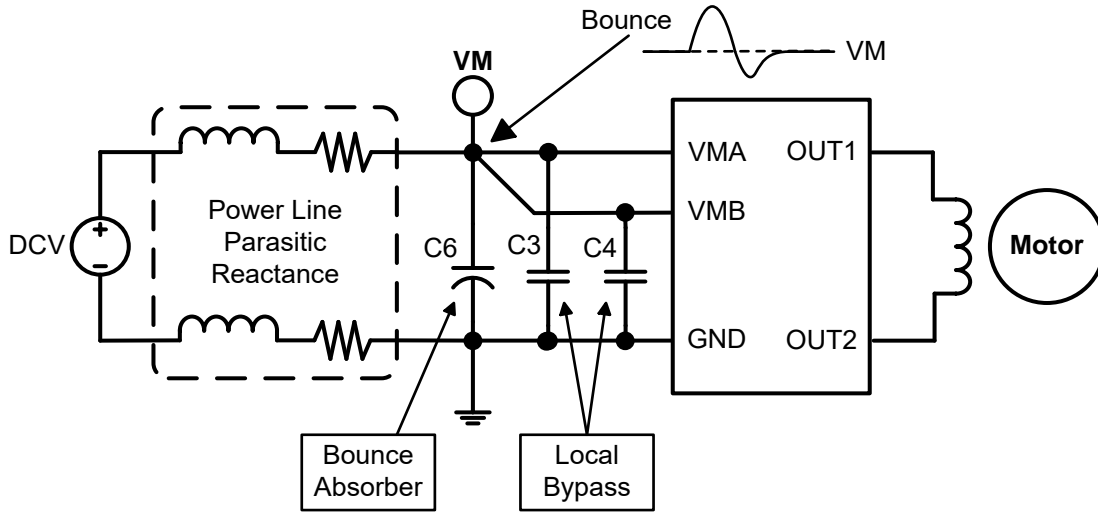 Bounce
VM
VM
VMA
OUT1
Power Line
Parasitic
Reactance
VMB
DCV
+
−
C6
C3
C4
Motor
GND
OUT2
Bounce
Absorber
Local
Bypass